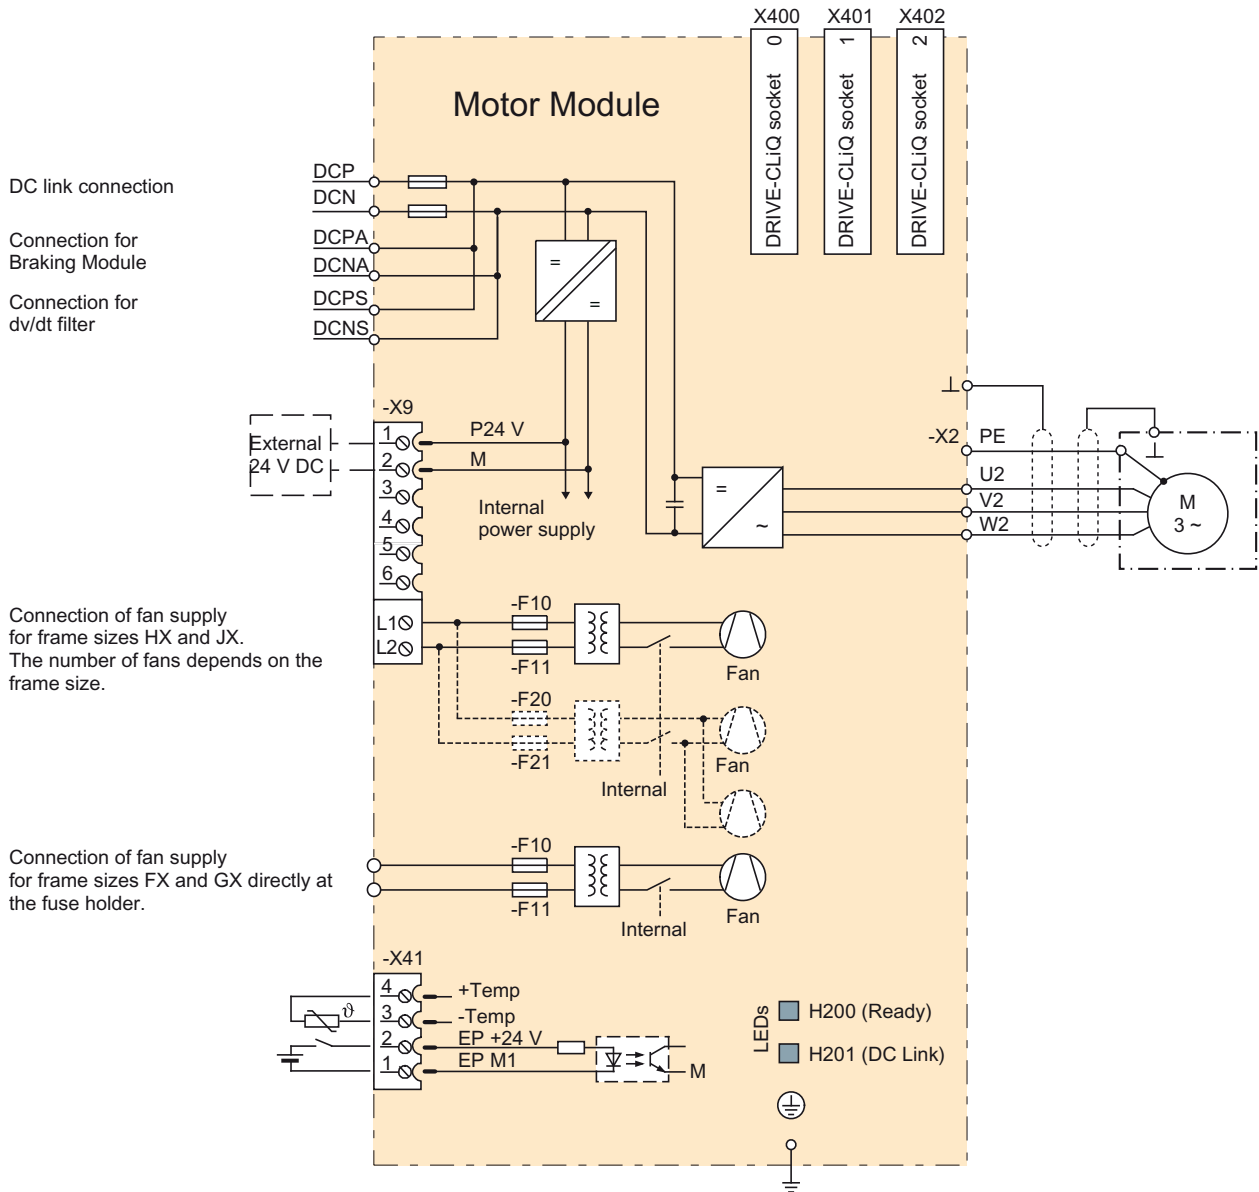 X400
X401
X402
DRIVE-CLiQ socket 0
DRIVE-CLiQ socket 1
DRIVE-CLiQ socket 2
Motor Module
DC link connection
DCP
DCN
Connection for
Braking Module
DCPA
DCNA
Connection for
dv/dt filter
DCPS
DCNS
=
=
-X9
External
24 V DC
1
2
3
4
5
6
P24 V
M
Internal
power supply
=
~
-X2
PE
U2
V2
W2
M
3 ~
Connection of fan supply
for frame sizes HX and JX.
The number of fans depends on the
frame size.
L1
L2
-F10
-F11
Fan
-F20
-F21
Fan
Internal
Connection of fan supply
for frame sizes FX and GX directly at
the fuse holder.
-F10
-F11
Fan
Internal
-X41
4
3
2
1
ϑ
+Temp
-Temp
EP +24 V
EP M1
M
LEDs
H200 (Ready)
H201 (DC Link)